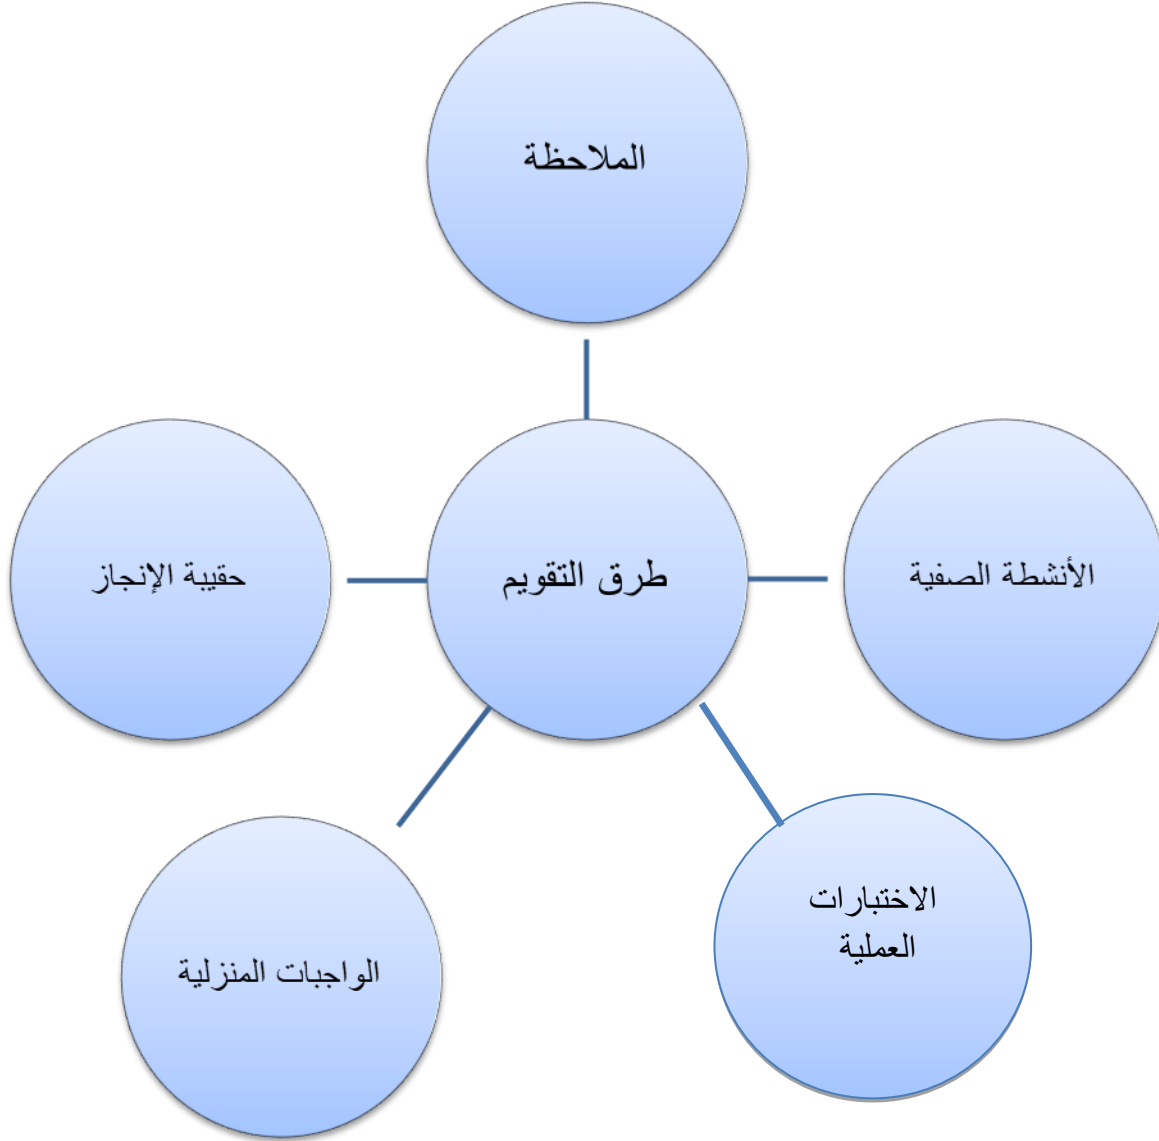 الملاحظة
الأنشطة الصفية
طرق التقويم
حقيبة الإنجاز
الاختبارات
العملية
الواجبات المنزلية